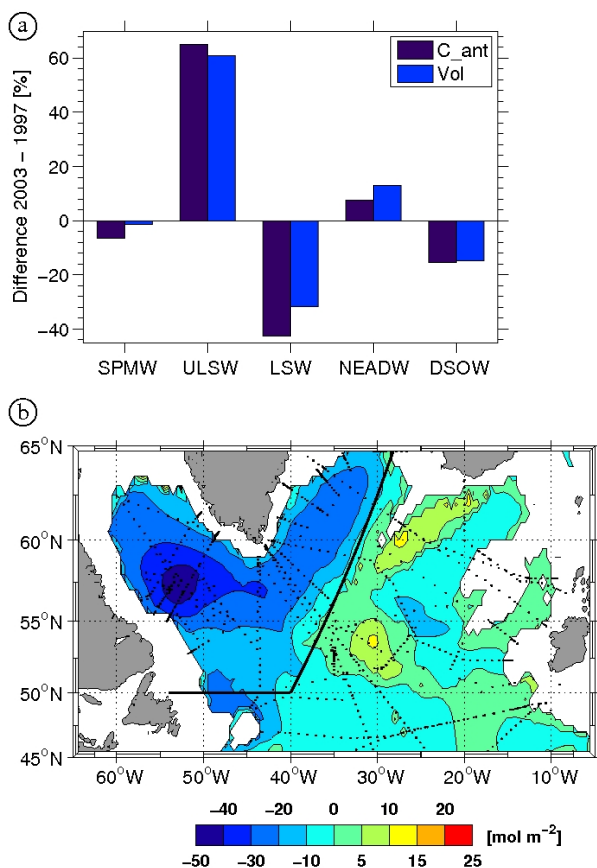 a
C_ant
Vol
Difference 2003 – 1997 [%]
60
40
20
0
−20
−40
SPMW ULSW LSW NEADW DSOW
b
65°N
60°N
55°N
50°N
45°N
60°W 50°W 40°W 30°W 20°W 10°W
−40 −20 0 10 20
[mol m⁻²]
−50 −30 −10 5 15 25